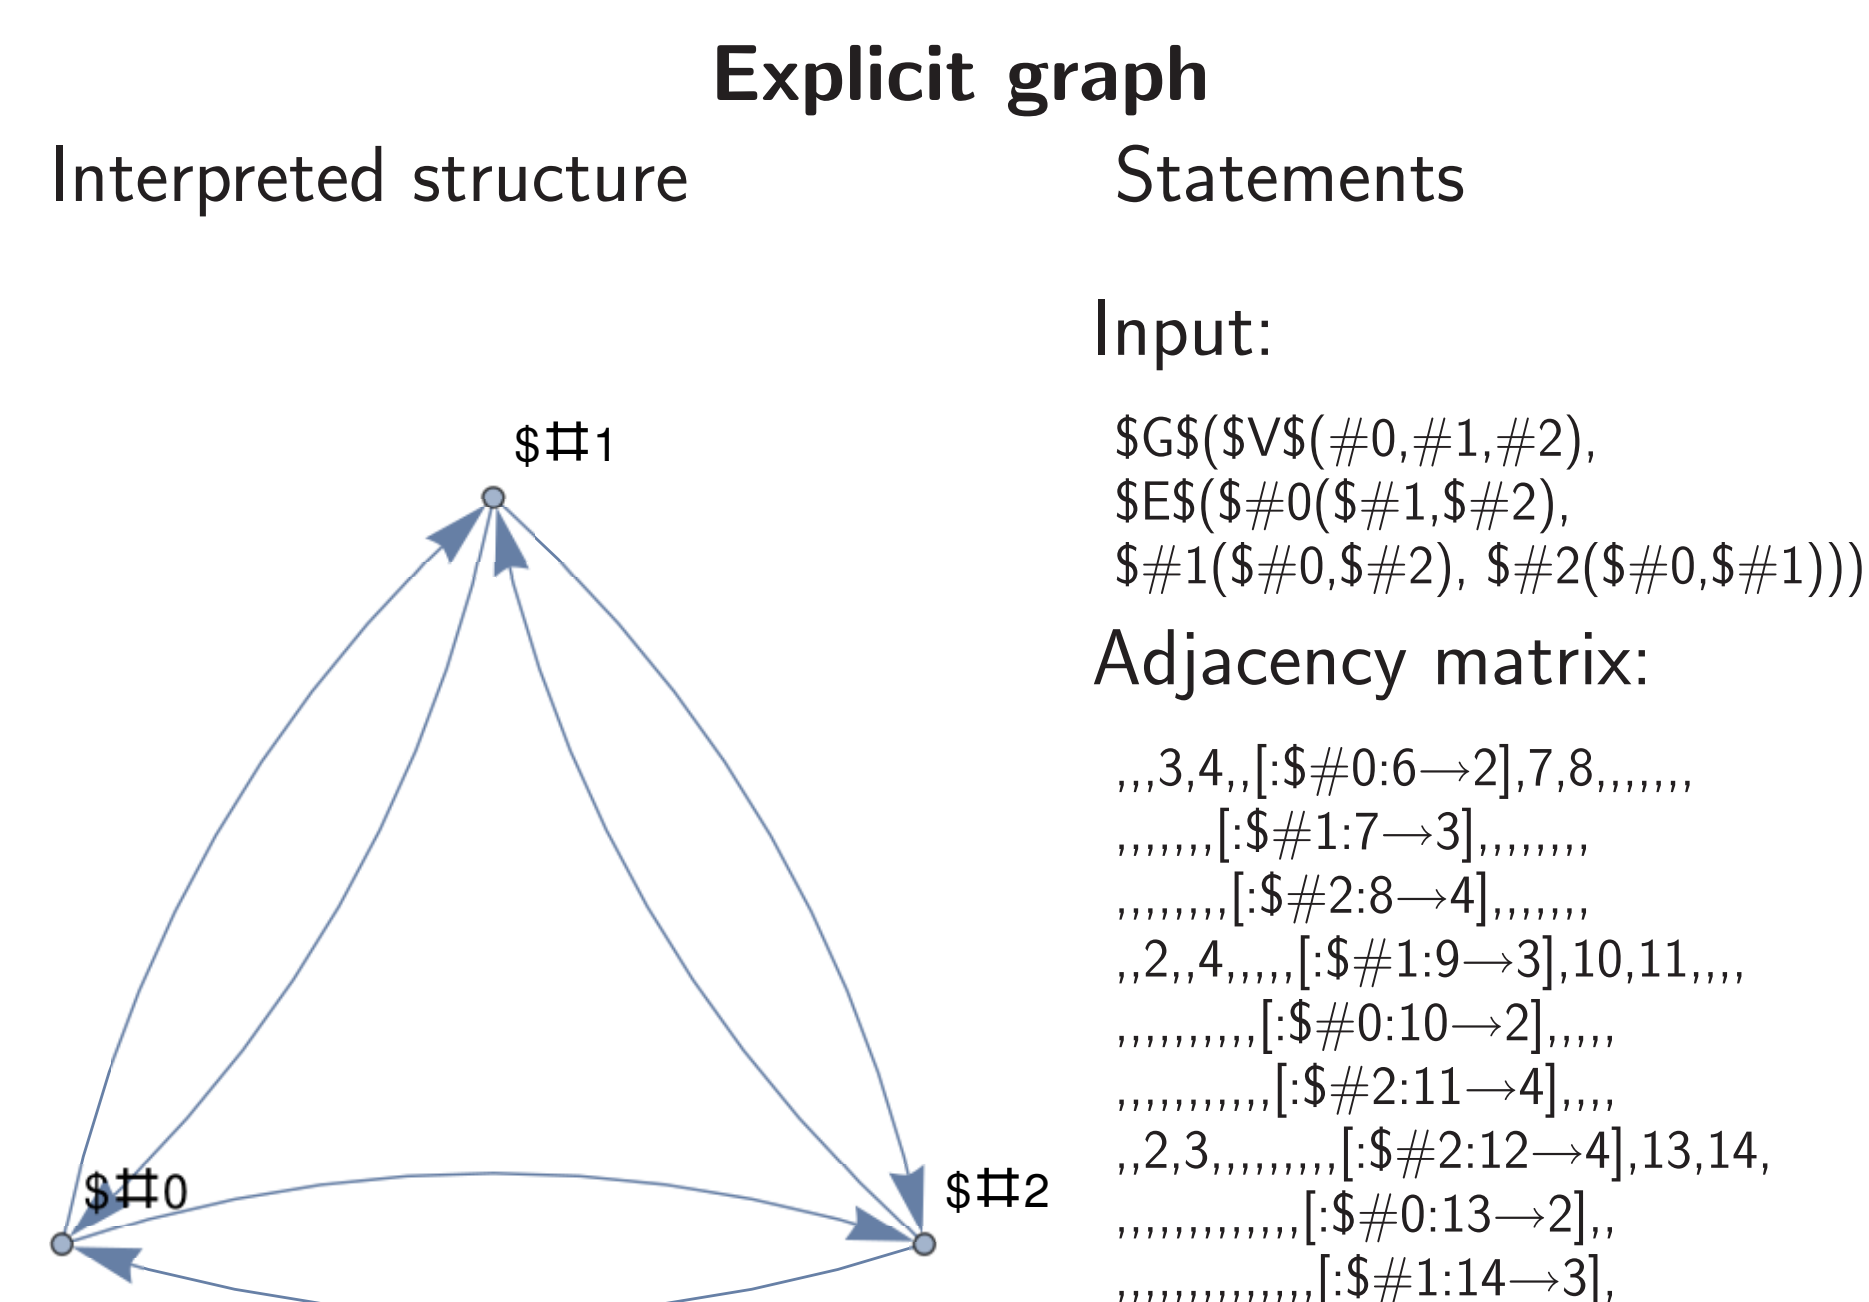 Explicit graph
Interpreted structure
Statements
Input:
$G$($V$(#0,#1,#2),
$E$($#0($#1,$#2),
$#1($#0,$#2), $#2($#0,$#1)))
Adjacency matrix:
,,,3,4,,[:$#0:6→2],7,8,,,,,,,
,,,,,,,[:$#1:7→3],,,,,,,,
,,,,,,,,[:$#2:8→4],,,,,,,
,,2,,4,,,,,[:$#1:9→3],10,11,,,,
,,,,,,,,,,[:$#0:10→2],,,,,
,,,,,,,,,,,[:$#2:11→4],,,,
,,2,3,,,,,,,,,[:$#2:12→4],13,14,
,,,,,,,,,,,,,[:$#0:13→2],,
,,,,,,,,,,,,,,[:$#1:14→3],
$#1
$#0
$#2